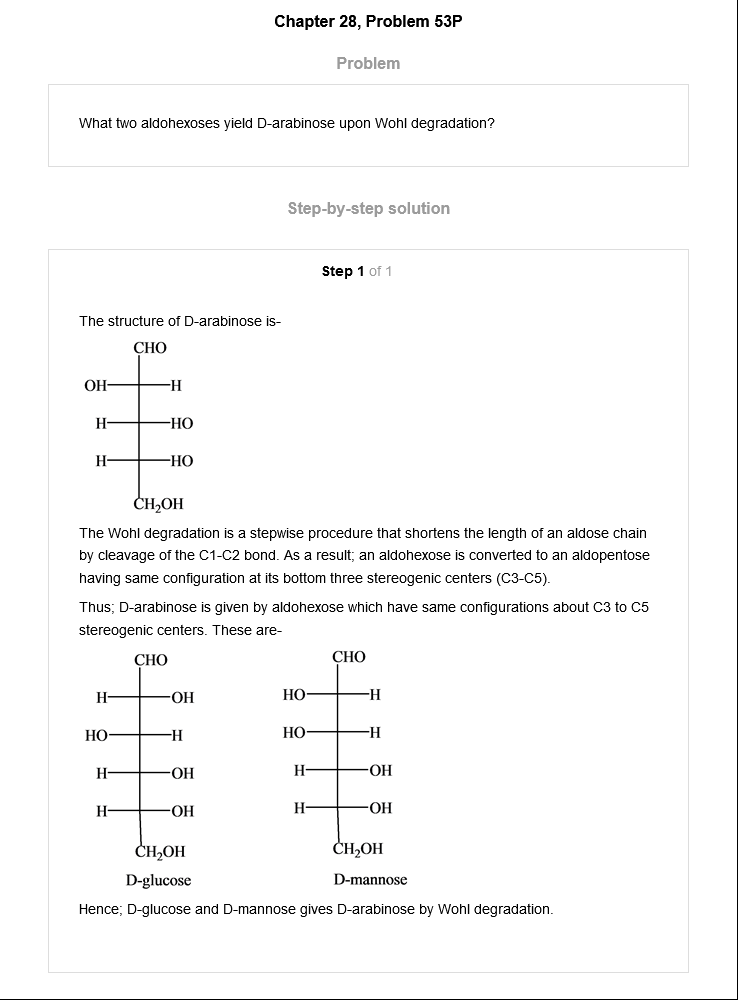 Chapter 28, Problem 53P
Problem
What two aldohexoses yield D-arabinose upon Wohl degradation?
Step-by-step solution
Step 1 of 1
The structure of D-arabinose is-
CHO
OH H
H HO
H HO
CH₂OH
The Wohl degradation is a stepwise procedure that shortens the length of an aldose chain
by cleavage of the C1-C2 bond. As a result; an aldohexose is converted to an aldopentose
having same configuration at its bottom three stereogenic centers (C3-C5).
Thus; D-arabinose is given by aldohexose which have same configurations about C3 to C5
stereogenic centers. These are-
CHO CHO
H OH HO H
HO H HO H
H OH H OH
H OH H OH
CH₂OH CH₂OH
D-glucose D-mannose
Hence; D-glucose and D-mannose gives D-arabinose by Wohl degradation.